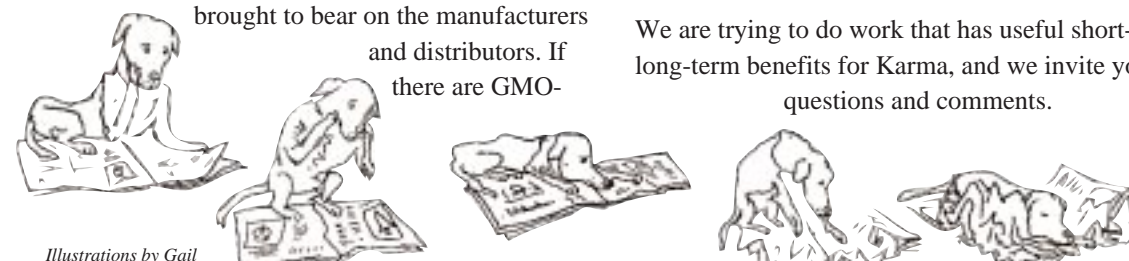 brought to bear on the manufacturers
and distributors. If
there are GMO-
We are trying to do work that has useful short-
long-term benefits for Karma, and we invite yo
questions and comments.
Illustrations by Gail